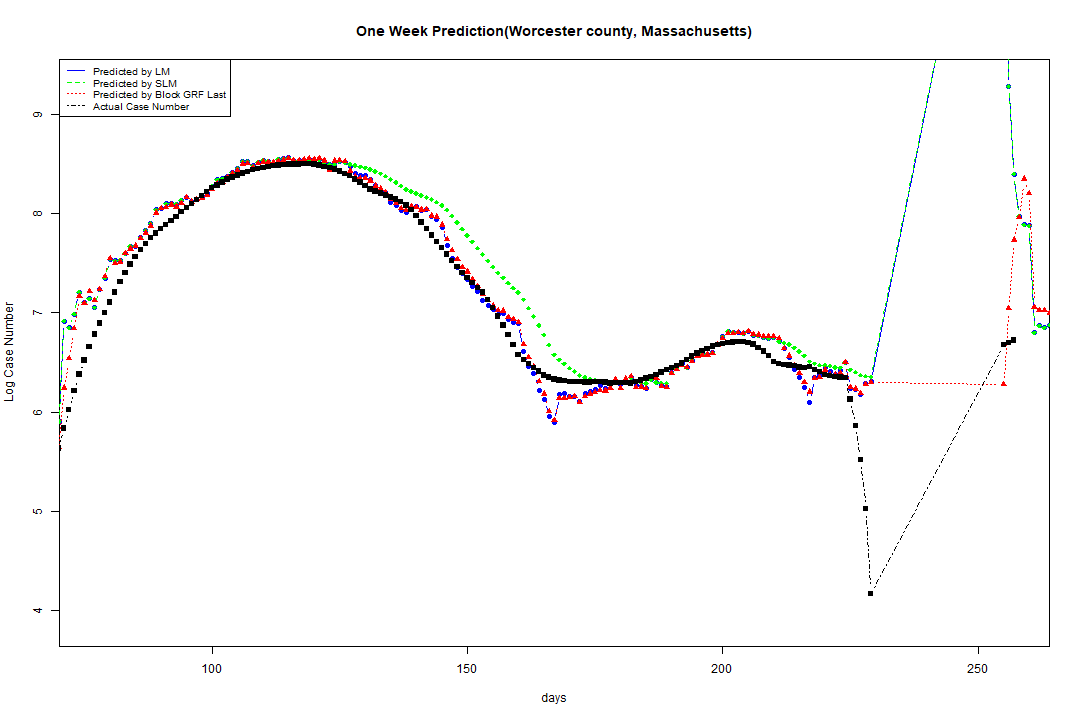 One Week Prediction(Worcester county, Massachusetts)
Predicted by LM
Predicted by SLM
Predicted by Block GRF Last
Actual Case Number
9
8
7
6
5
4
Log Case Number
100 150 200 250
days